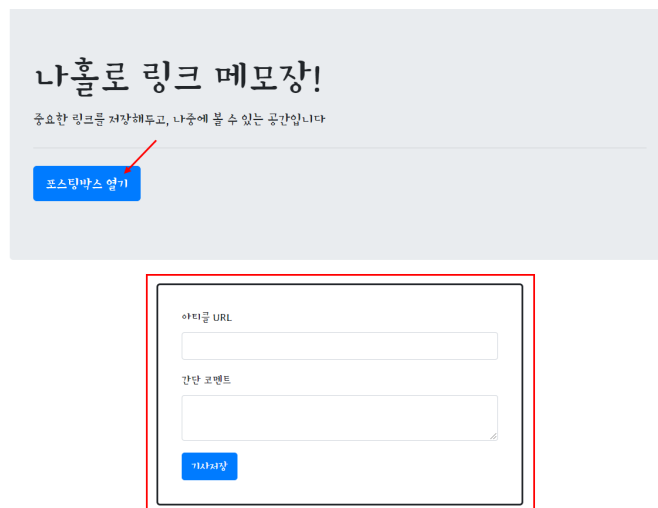 나홀로 링크 메모장!
중요한 링크를 저장해두고, 나중에 볼 수 있는 공간입니다
포스팅박스 열기
아티클 URL
간단 코멘트
기사저장